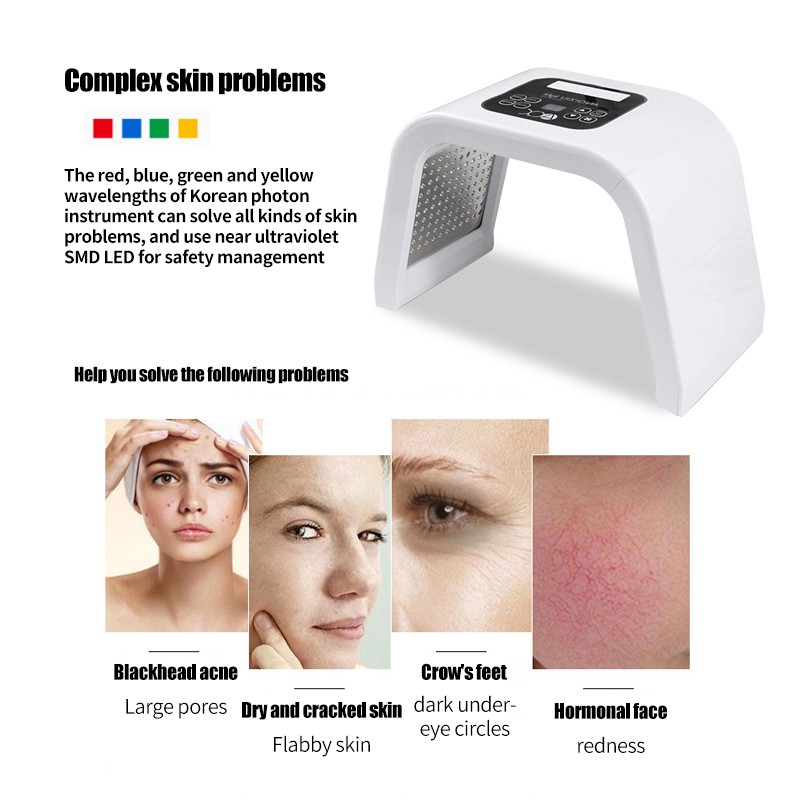 Complex skin problems
The red, blue, green and yellow
wavelengths of Korean photon
instrument can solve all kinds of skin
problems, and use near ultraviolet
SMD LED for safety management
Help you solve the following problems
Blackhead acne
Large pores
Dry and cracked skin
Flabby skin
Crow's feet
dark under-
eye circles
Hormonal face
redness